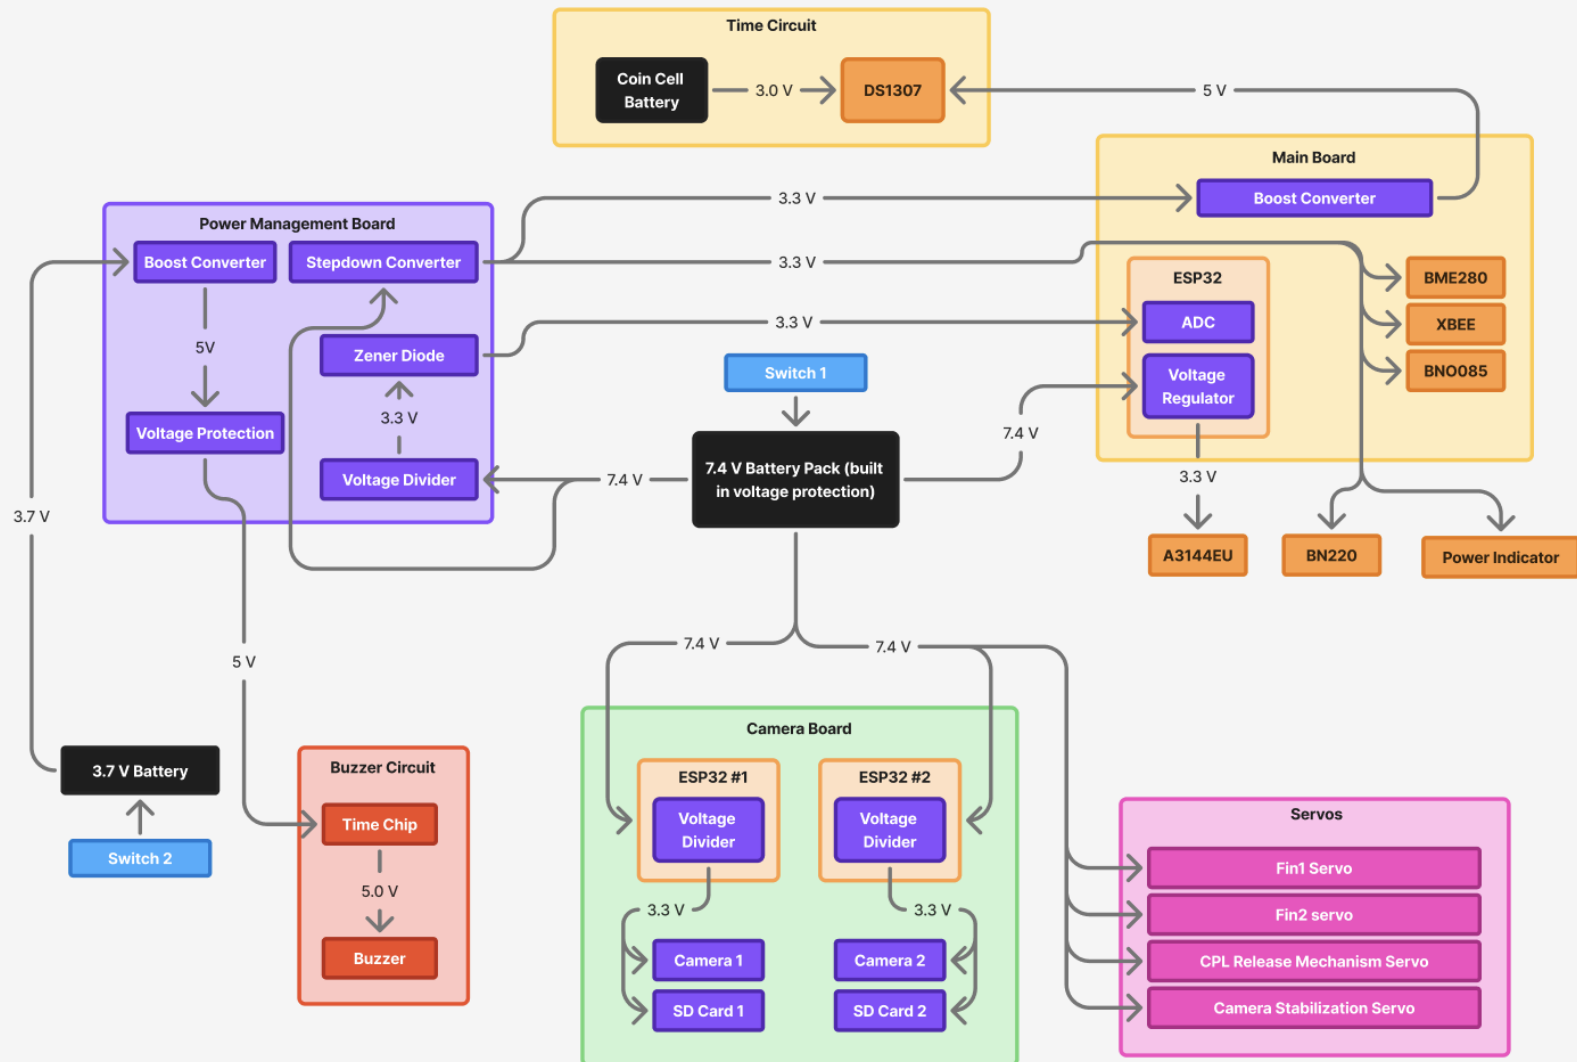 Time Circuit
Coin Cell
Battery
3.0 V
DS1307
5 V
Main Board
Boost Converter
3.3 V
Power Management Board
Boost Converter
Stepdown Converter
3.3 V
ESP32
BME280
ADC
XBEE
3.3 V
5V
Zener Diode
BNO085
Voltage
Regulator
Switch 1
3.3 V
Voltage Protection
7.4 V
Voltage Divider
7.4 V
7.4 V Battery Pack (built
in voltage protection)
3.3 V
3.7 V
A3144EU
BN220
Power Indicator
7.4 V
7.4 V
5 V
Camera Board
3.7 V Battery
Switch 2
Buzzer Circuit
Time Chip
5.0 V
Buzzer
ESP32 #1
Voltage
Divider
3.3 V
Camera 1
SD Card 1
ESP32 #2
Voltage
Divider
3.3 V
Camera 2
SD Card 2
Servos
Fin1 Servo
Fin2 servo
CPL Release Mechanism Servo
Camera Stabilization Servo